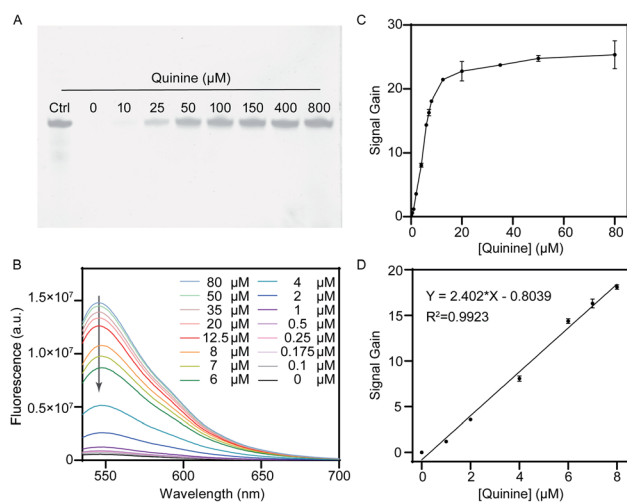 A
Quinine (µM)
Ctrl 0 10 25 50 100 150 400 800
B
Fluorescence (a.u.)
1.5×10⁷
1.0×10⁷
0.5×10⁷
0
550 600 650 700
Wavelength (nm)
80 µM 4 µM
50 µM 2 µM
35 µM 1 µM
20 µM 0.5 µM
12.5 µM 0.25 µM
8 µM 0.175 µM
7 µM 0.1 µM
6 µM 0 µM
C
Signal Gain
30
20
10
0
0 20 40 60 80
[Quinine] (µM)
D
Signal Gain
20
15
10
5
0
Y = 2.402*X - 0.8039
R²=0.9923
0 2 4 6 8
[Quinine] (µM)